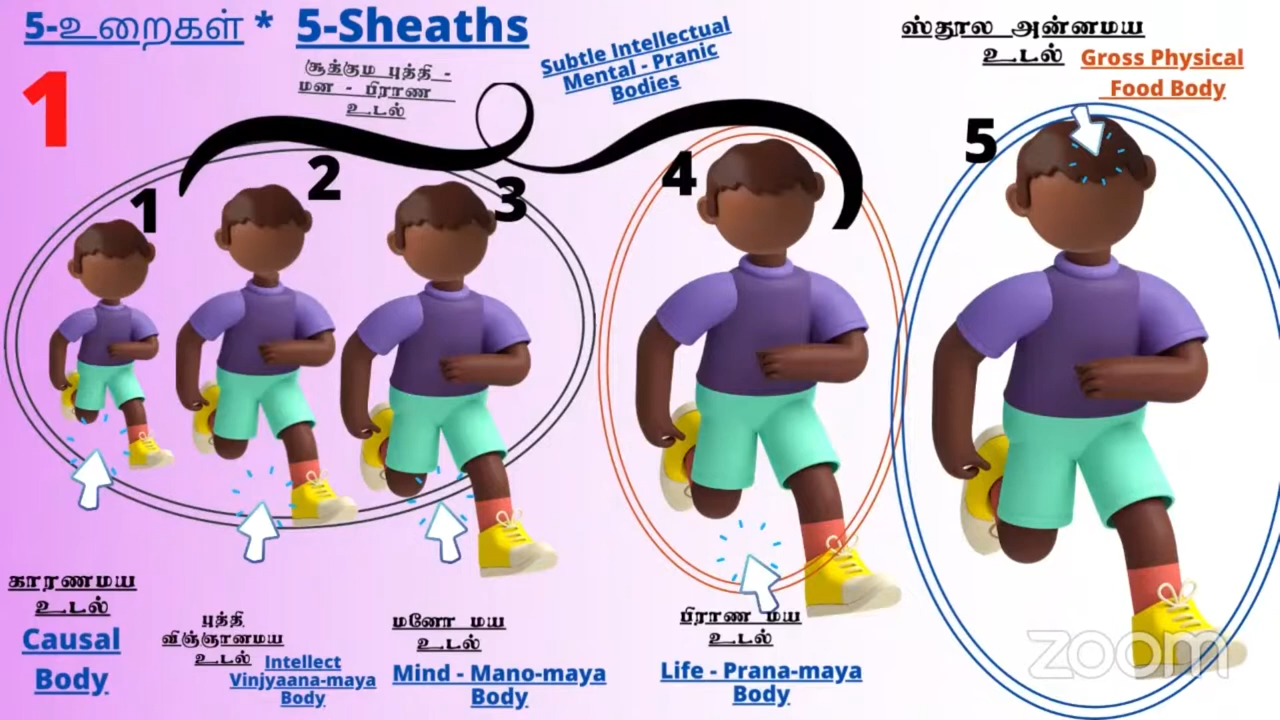 5-உறைகள் * 5-Sheaths
1
சூக்கும புத்தி -
மன - பிராண
உடல்
Subtle Intellectual
Mental - Pranic
Bodies
ஸ்தூல அன்னமய
உடல்
Gross Physical
Food Body
1
2
3
4
5
காரணமய
உடல்
Causal
Body
புத்தி
விஞ்ஞானமய
உடல்
Intellect
Vinjyaana-maya
Body
மனோ மய
உடல்
Mind - Mano-maya
Body
பிராண மய
உடல்
Life - Prana-maya
Body
zoom